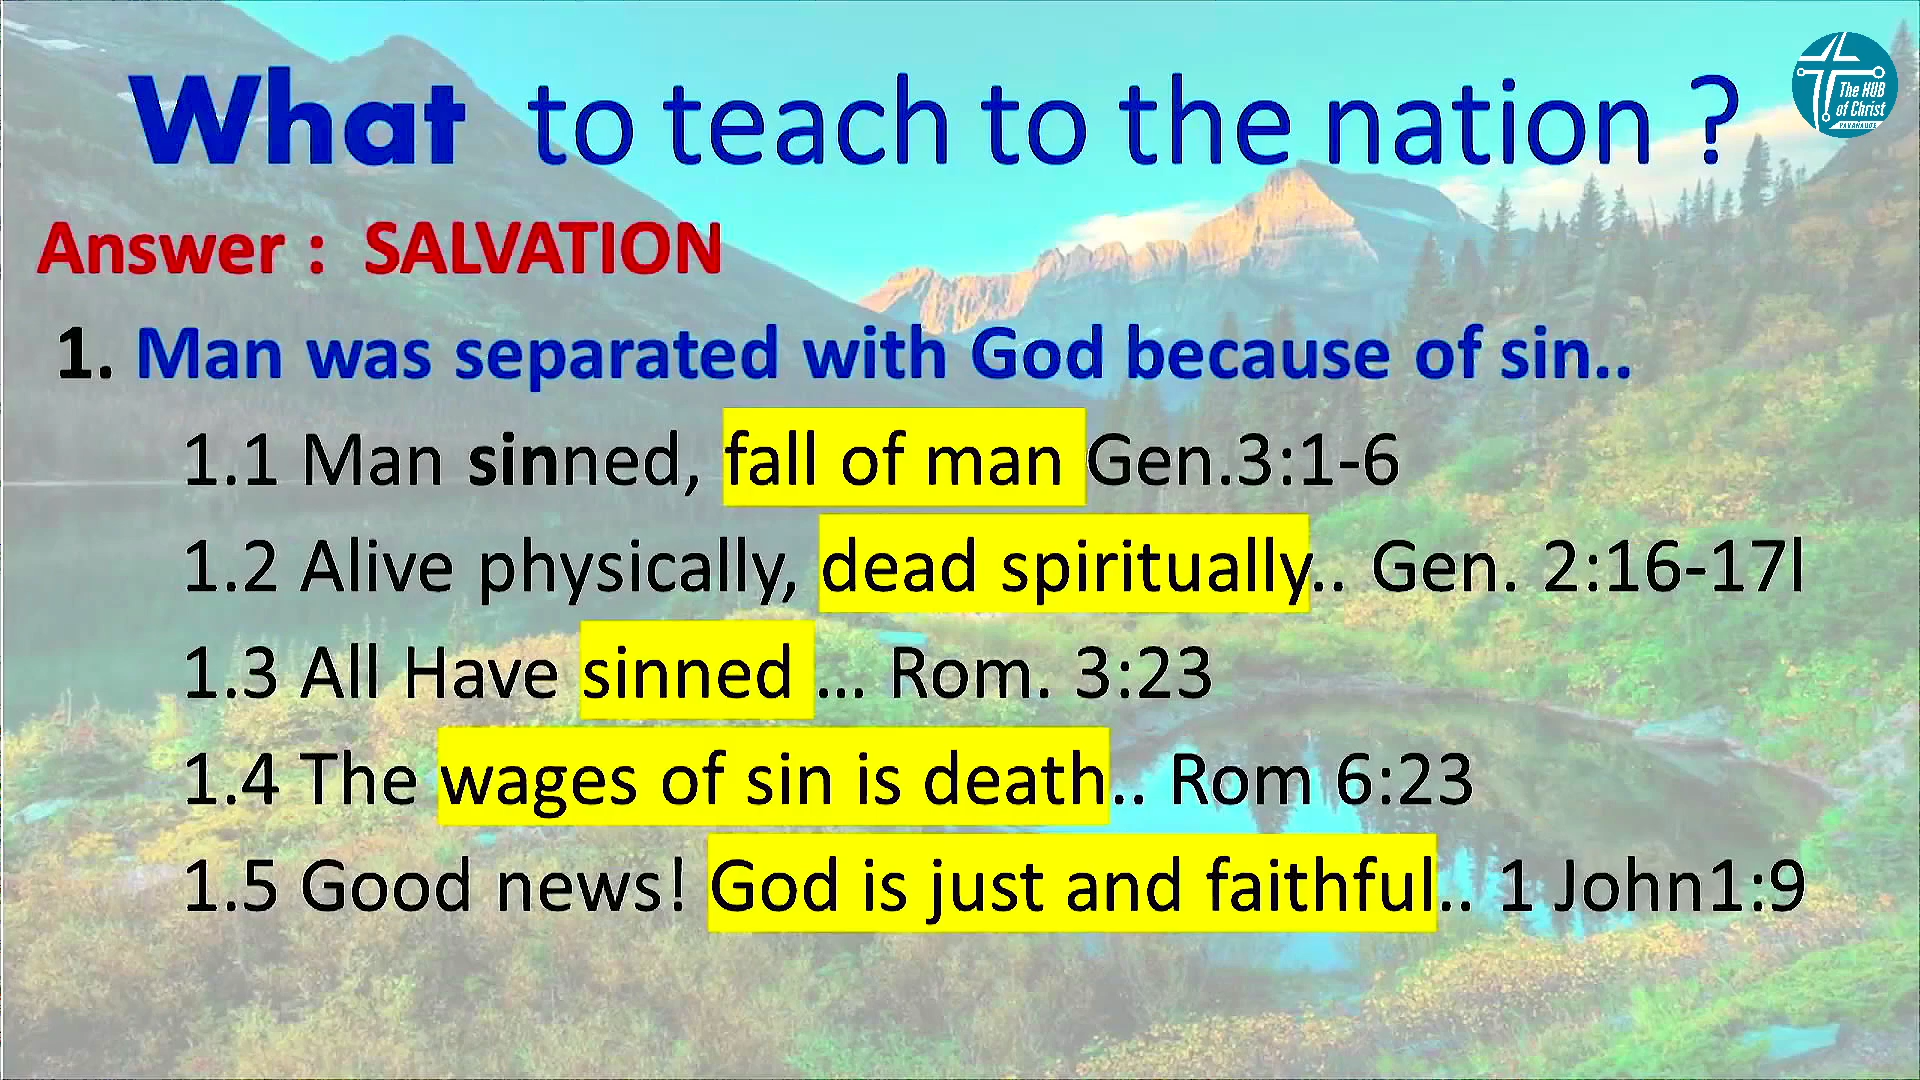 What to teach to the nation ?
The HUB
of Christ
PARAÑAQUE
Answer : SALVATION
1. Man was separated with God because of sin..
1.1 Man sinned, fall of man Gen.3:1-6
1.2 Alive physically, dead spiritually.. Gen. 2:16-17l
1.3 All Have sinned ... Rom. 3:23
1.4 The wages of sin is death.. Rom 6:23
1.5 Good news! God is just and faithful.. 1 John1:9